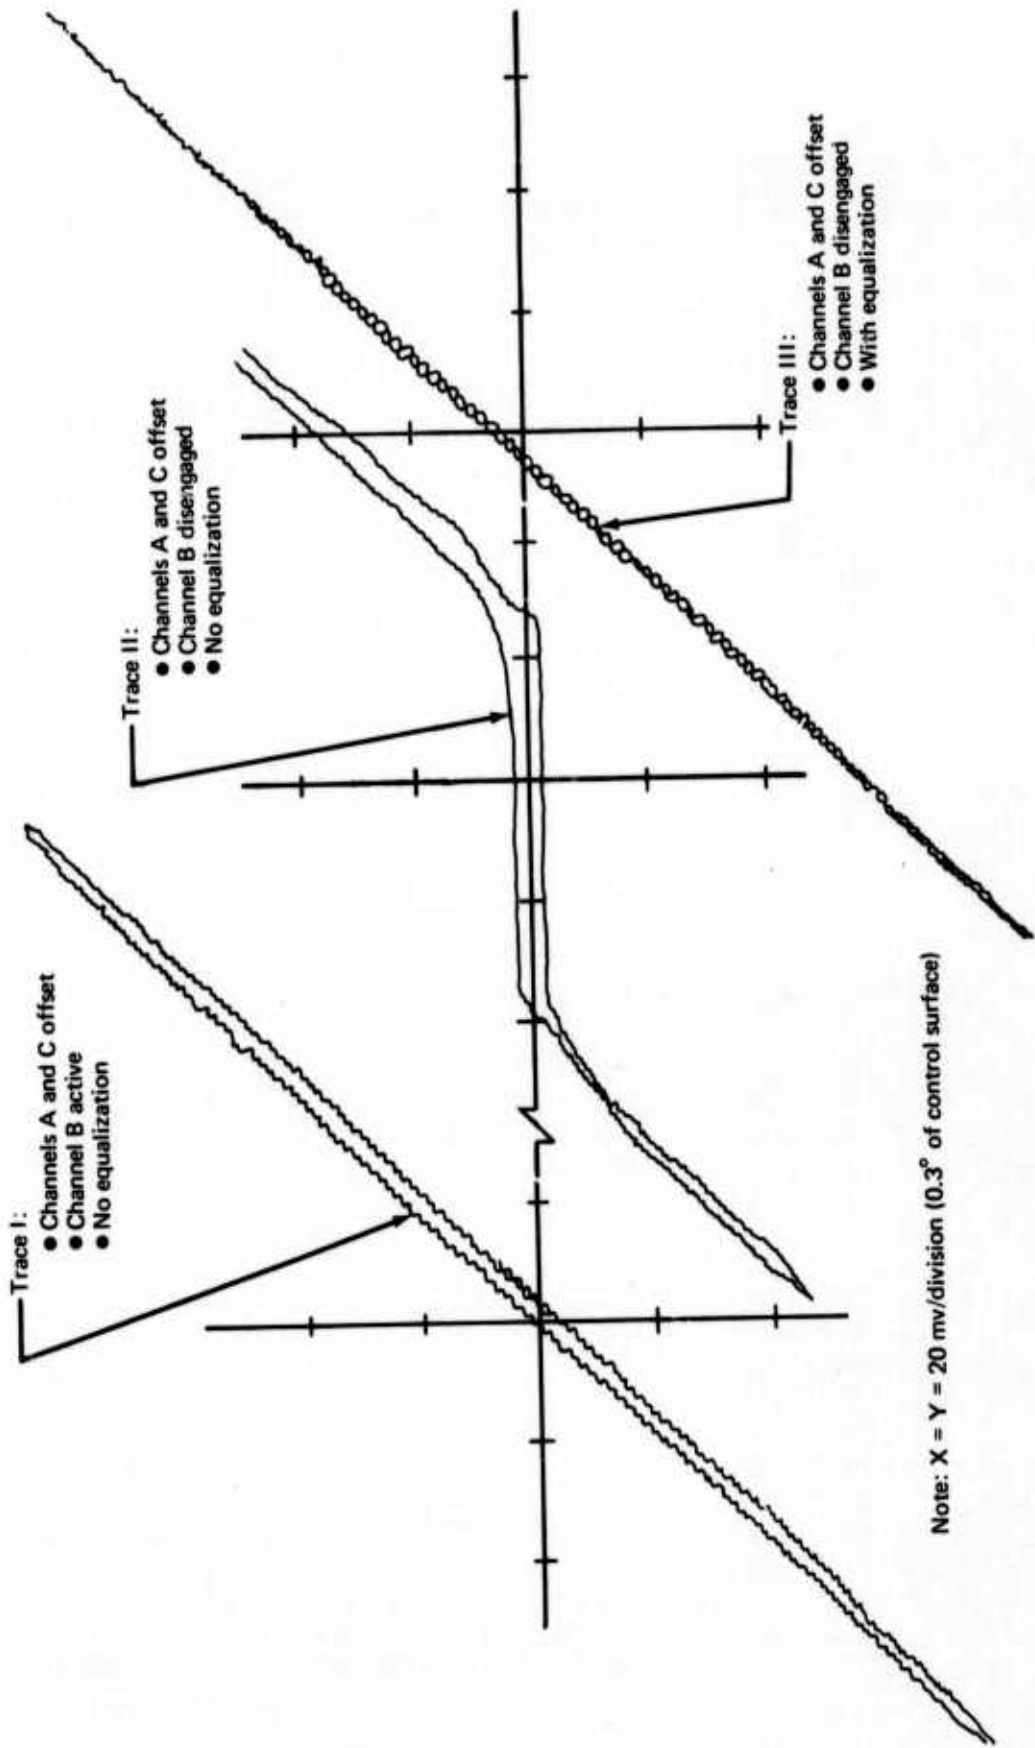 Trace I:
● Channels A and C offset
● Channel B active
● No equalization
Trace II:
● Channels A and C offset
● Channel B disengaged
● No equalization
Trace III:
● Channels A and C offset
● Channel B disengaged
● With equalization
Note: X = Y = 20 mv/division (0.3° of control surface)